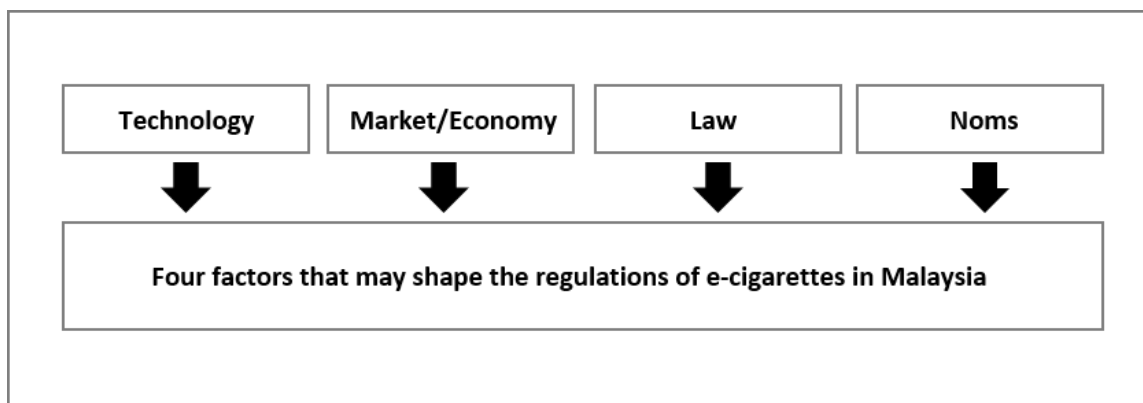 Technology
Market/Economy
Law
Noms
Four factors that may shape the regulations of e-cigarettes in Malaysia